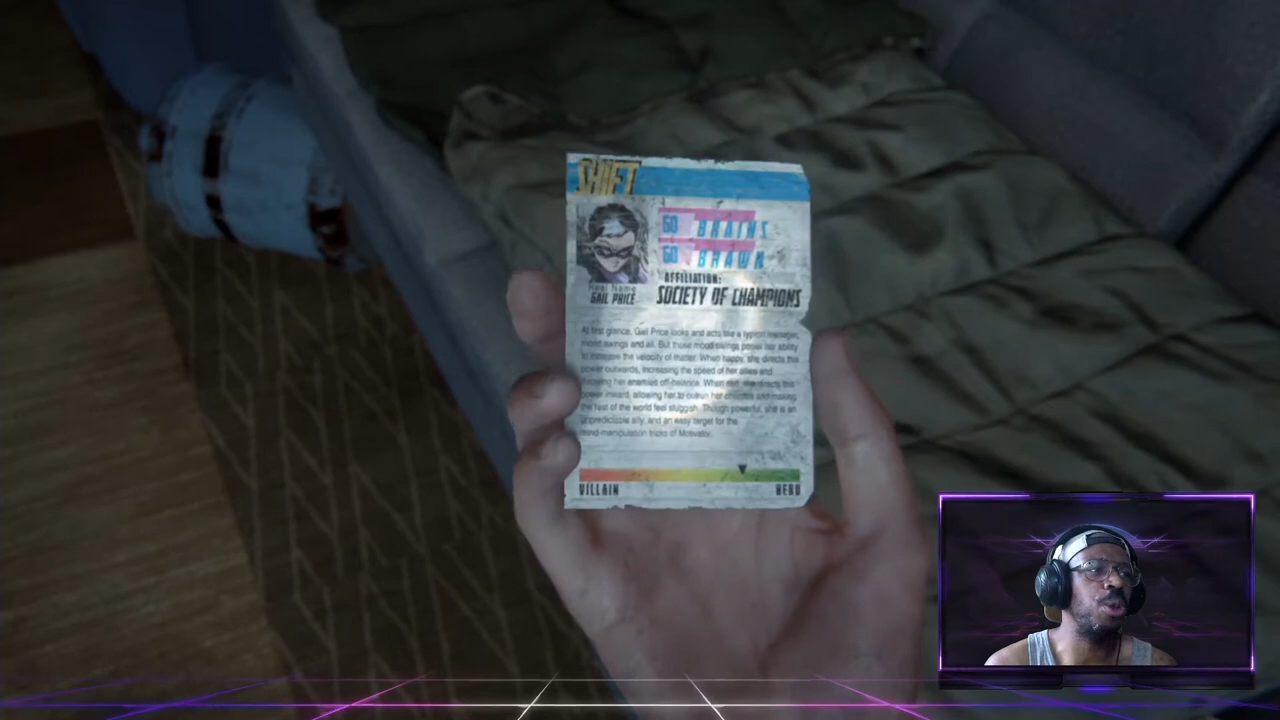 SHIFT
60 BRAINS
60 BRAWN
AFFILIATION:
SOCIETY OF CHAMPIONS
Real Name
GAIL PRICE
At first glance, Gail Price looks and acts like a typical teenager,
mood swings and all. But those mood swings power her ability
to increase the velocity of matter. When happy, she directs this
power outwards, increasing the speed of her allies and
throwing her enemies off-balance. When sad, she directs this
power inward, allowing her to outrun her enemies and making
the rest of the world feel sluggish. Though powerful, she is an
unpredictable ally, and an easy target for the
mind-manipulation tricks of Motivator.
VILLAIN
HERO